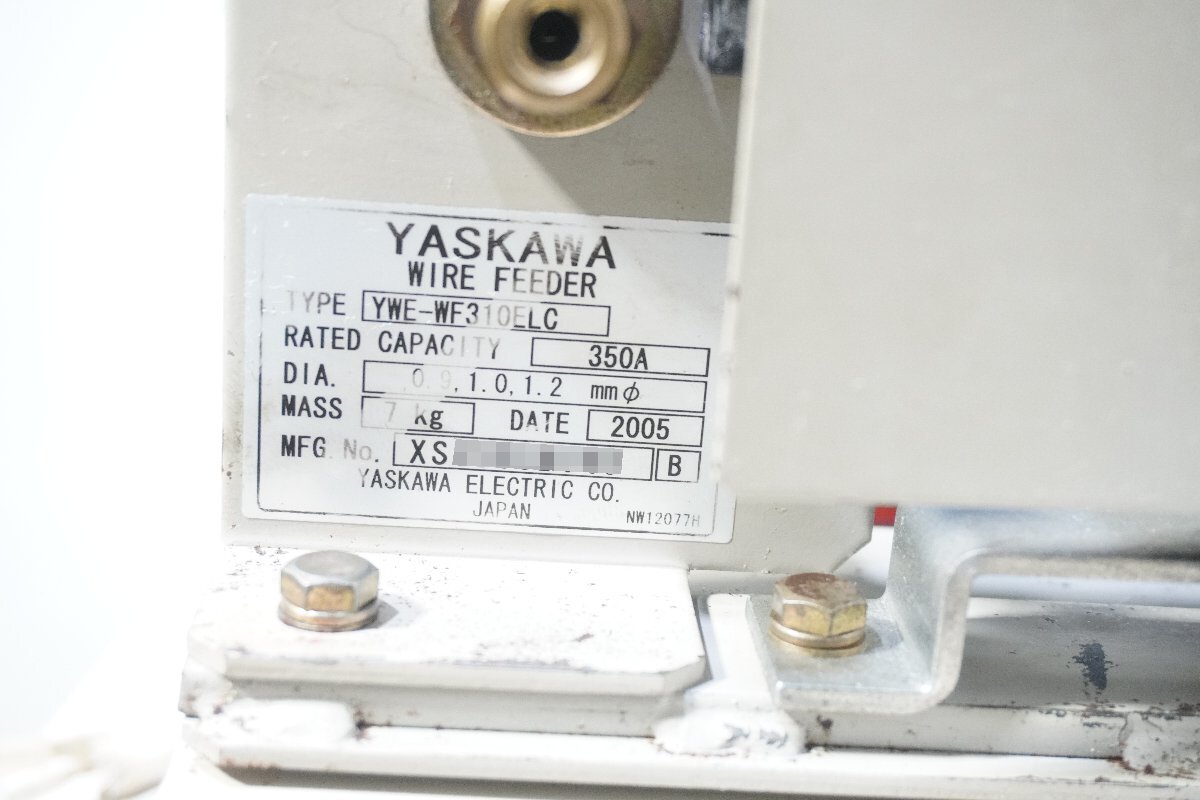 YASKAWA
WIRE FEEDER
TYPE YWE-WF310ELC
RATED CAPACITY 350A
DIA. 0.9,1.0,1.2 mmφ
MASS 7 kg DATE 2005
MFG. No. XS B
YASKAWA ELECTRIC CO.
JAPAN NW12077H